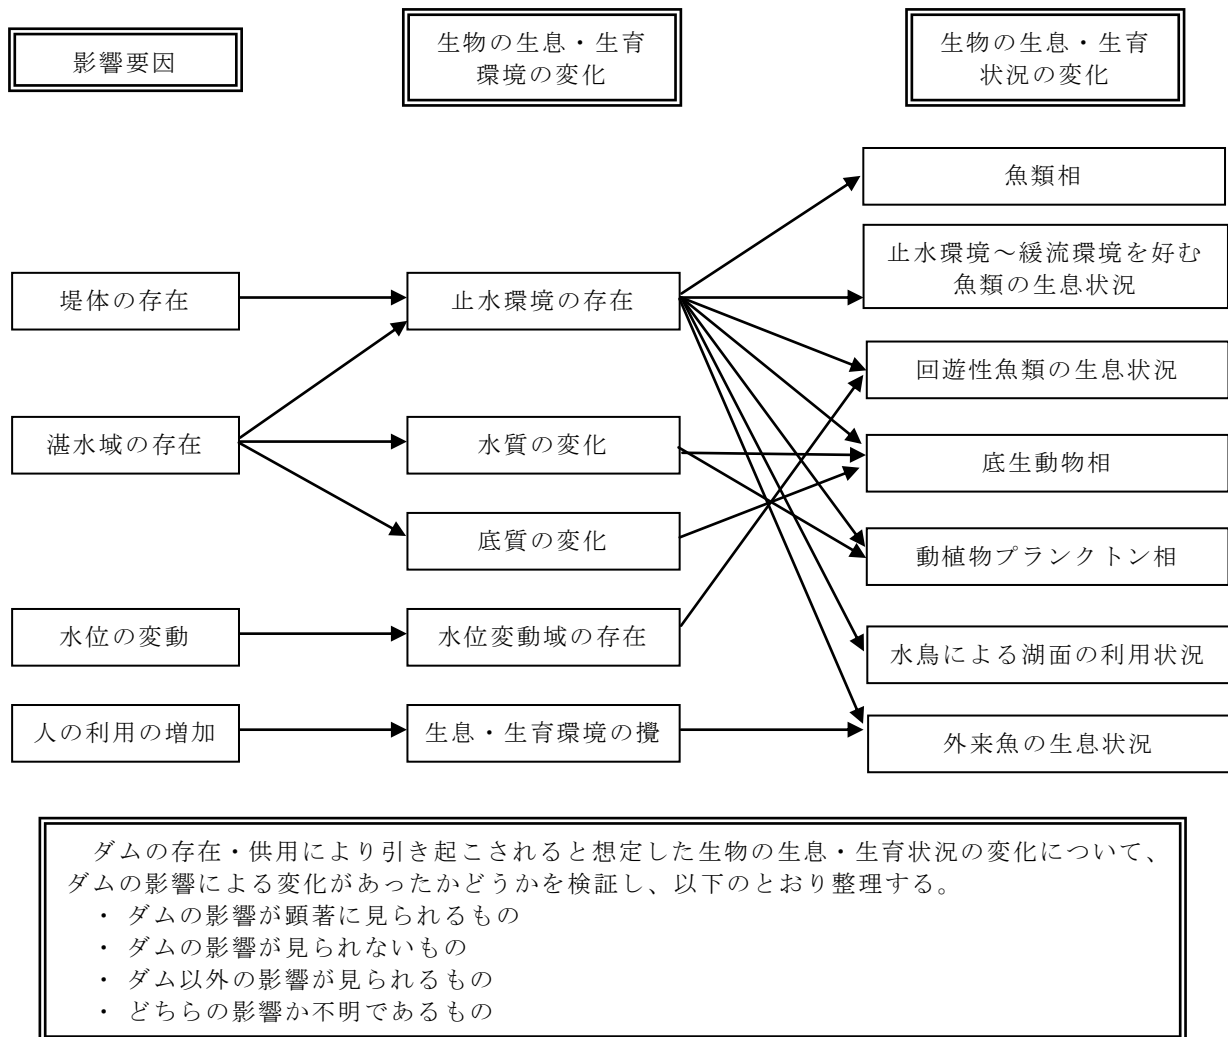 影響要因
生物の生息・生育
環境の変化
生物の生息・生育
状況の変化
堤体の存在
湛水域の存在
水位の変動
人の利用の増加
止水環境の存在
水質の変化
底質の変化
水位変動域の存在
生息・生育環境の攪
魚類相
止水環境～緩流環境を好む
魚類の生息状況
回遊性魚類の生息状況
底生動物相
動植物プランクトン相
水鳥による湖面の利用状況
外来魚の生息状況
ダムの存在・供用により引き起こされると想定した生物の生息・生育状況の変化について、
ダムの影響による変化があったかどうかを検証し、以下のとおり整理する。
・ ダムの影響が顕著に見られるもの
・ ダムの影響が見られないもの
・ ダム以外の影響が見られるもの
・ どちらの影響か不明であるもの